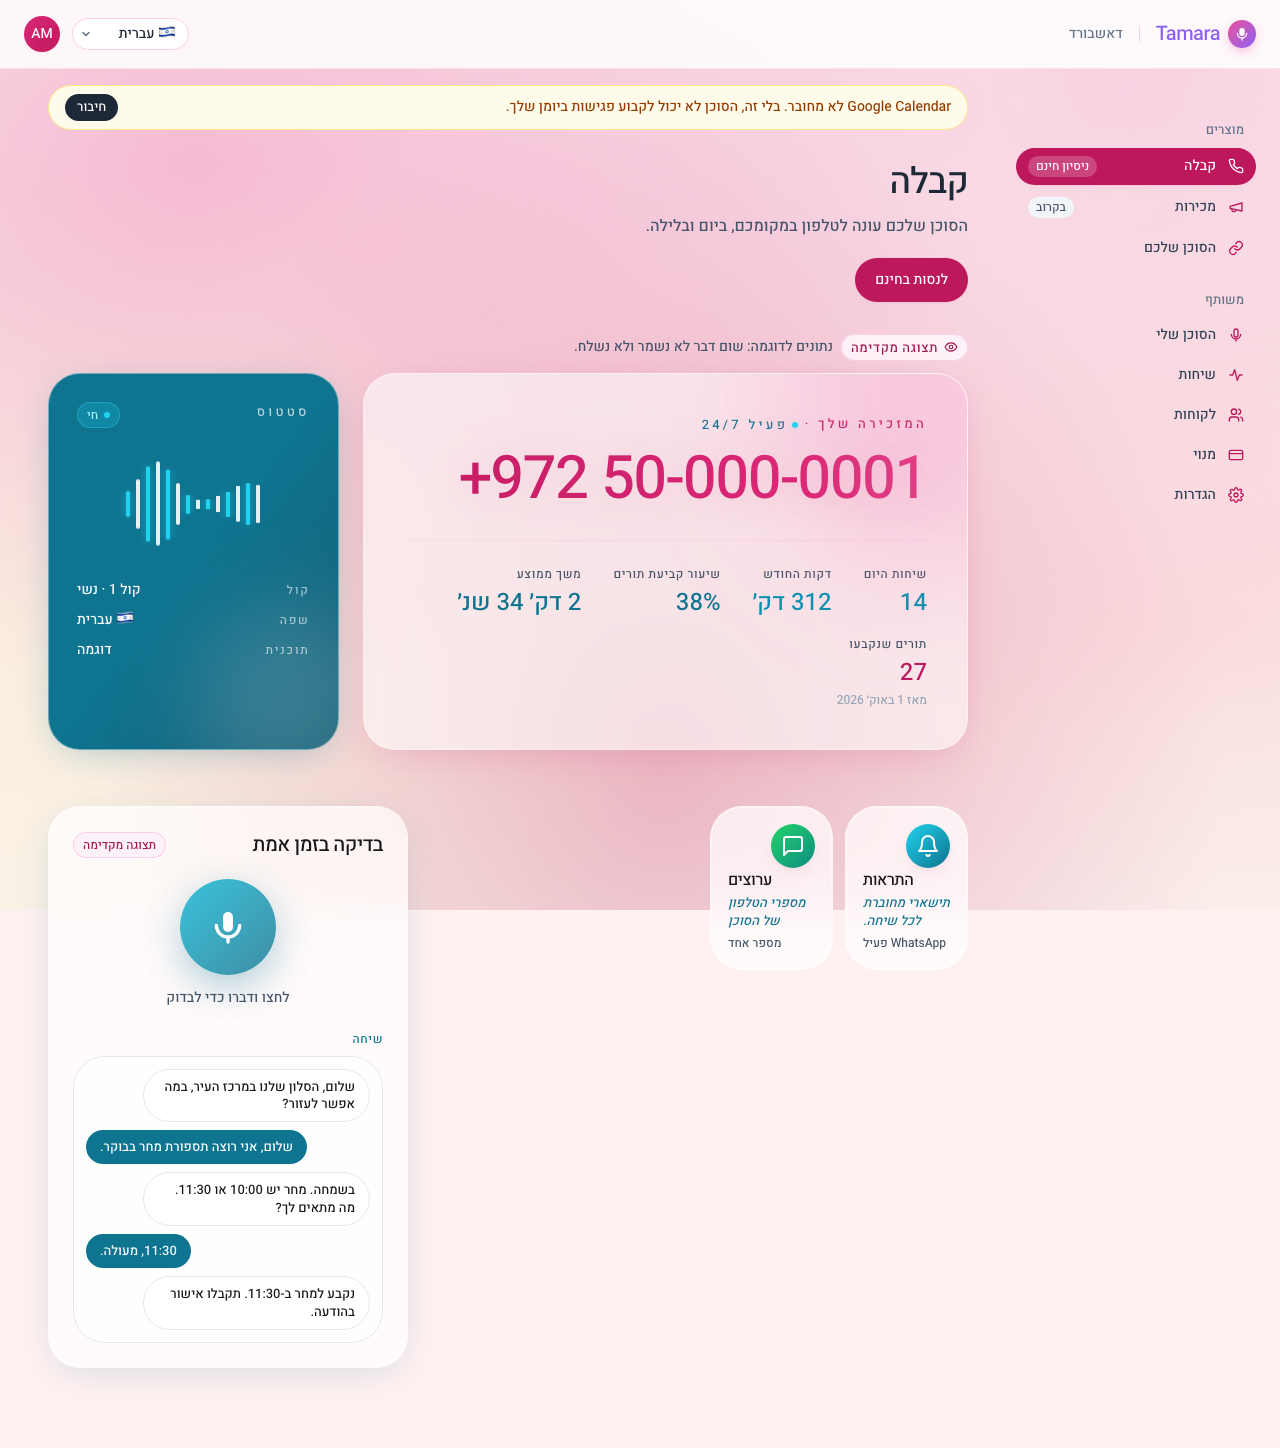 Tamara
דאשבורד
🇮🇱 עברית
AM
Google Calendar לא מחובר. בלי זה, הסוכן לא יכול לקבוע פגישות ביומן שלך.
חיבור
מוצרים
קבלה
ניסיון חינם
מכירות
בקרוב
הסוכן שלכם
משותף
הסוכן שלי
שיחות
לקוחות
מנוי
הגדרות
קבלה
הסוכן שלכם עונה לטלפון במקומכם, ביום ובלילה.
לנסות בחינם
תצוגה מקדימה
נתונים לדוגמה: שום דבר לא נשמר ולא נשלח.
המזכירה שלך · פעיל 24/7
+972 50-000-0001
שיחות היום
14
דקות החודש
312 דק׳
שיעור קביעת תורים
38%
משך ממוצע
2 דק׳ 34 שנ׳
תורים שנקבעו
27
מאז 1 באוק׳ 2026
סטטוס
חי
קול
קול 1 · נשי
שפה
🇮🇱 עברית
תוכנית
דוגמה
התראות
תישארי מחוברת
לכל שיחה.
WhatsApp פעיל
ערוצים
מספרי הטלפון
של הסוכן
מספר אחד
בדיקה בזמן אמת
תצוגה מקדימה
לחצו ודברו כדי לבדוק
שיחה
שלום, הסלון שלנו במרכז העיר, במה
אפשר לעזור?
שלום, אני רוצה תספורת מחר בבוקר.
בשמחה. מחר יש 10:00 או 11:30.
מה מתאים לך?
11:30, מעולה.
נקבע למחר ב-11:30. תקבלו אישור
בהודעה.